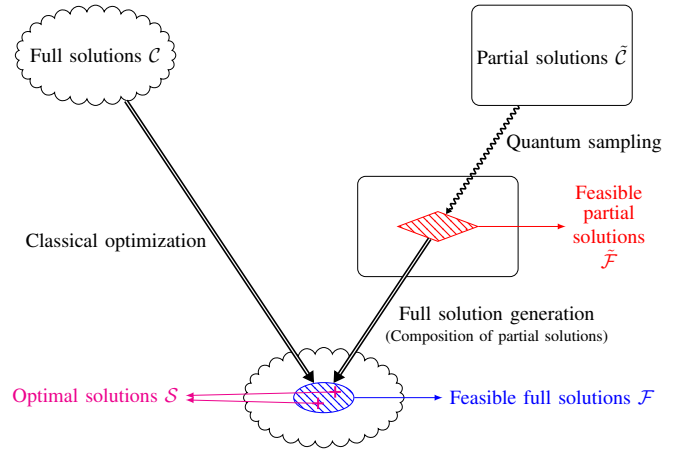 Full solutions 𝒞
Partial solutions 𝒞̃
Quantum sampling
Feasible
partial
solutions
ℱ̃
Classical optimization
Full solution generation
(Composition of partial solutions)
Optimal solutions 𝒮
Feasible full solutions ℱ